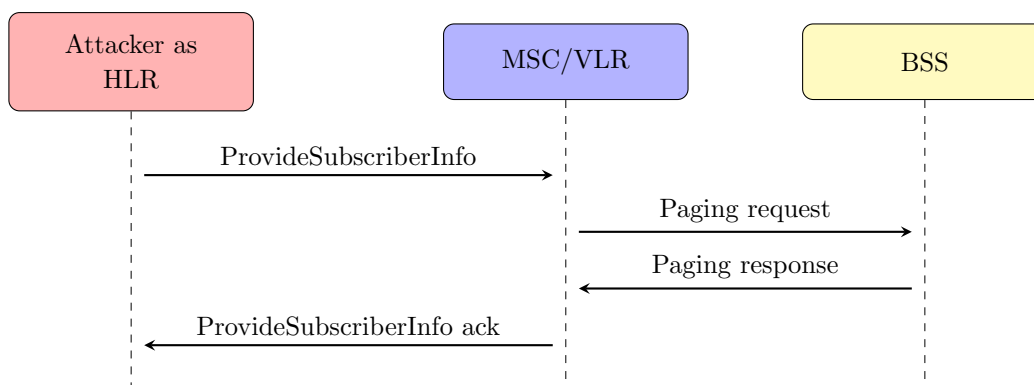 Attacker as
HLR
MSC/VLR
BSS
ProvideSubscriberInfo
Paging request
Paging response
ProvideSubscriberInfo ack